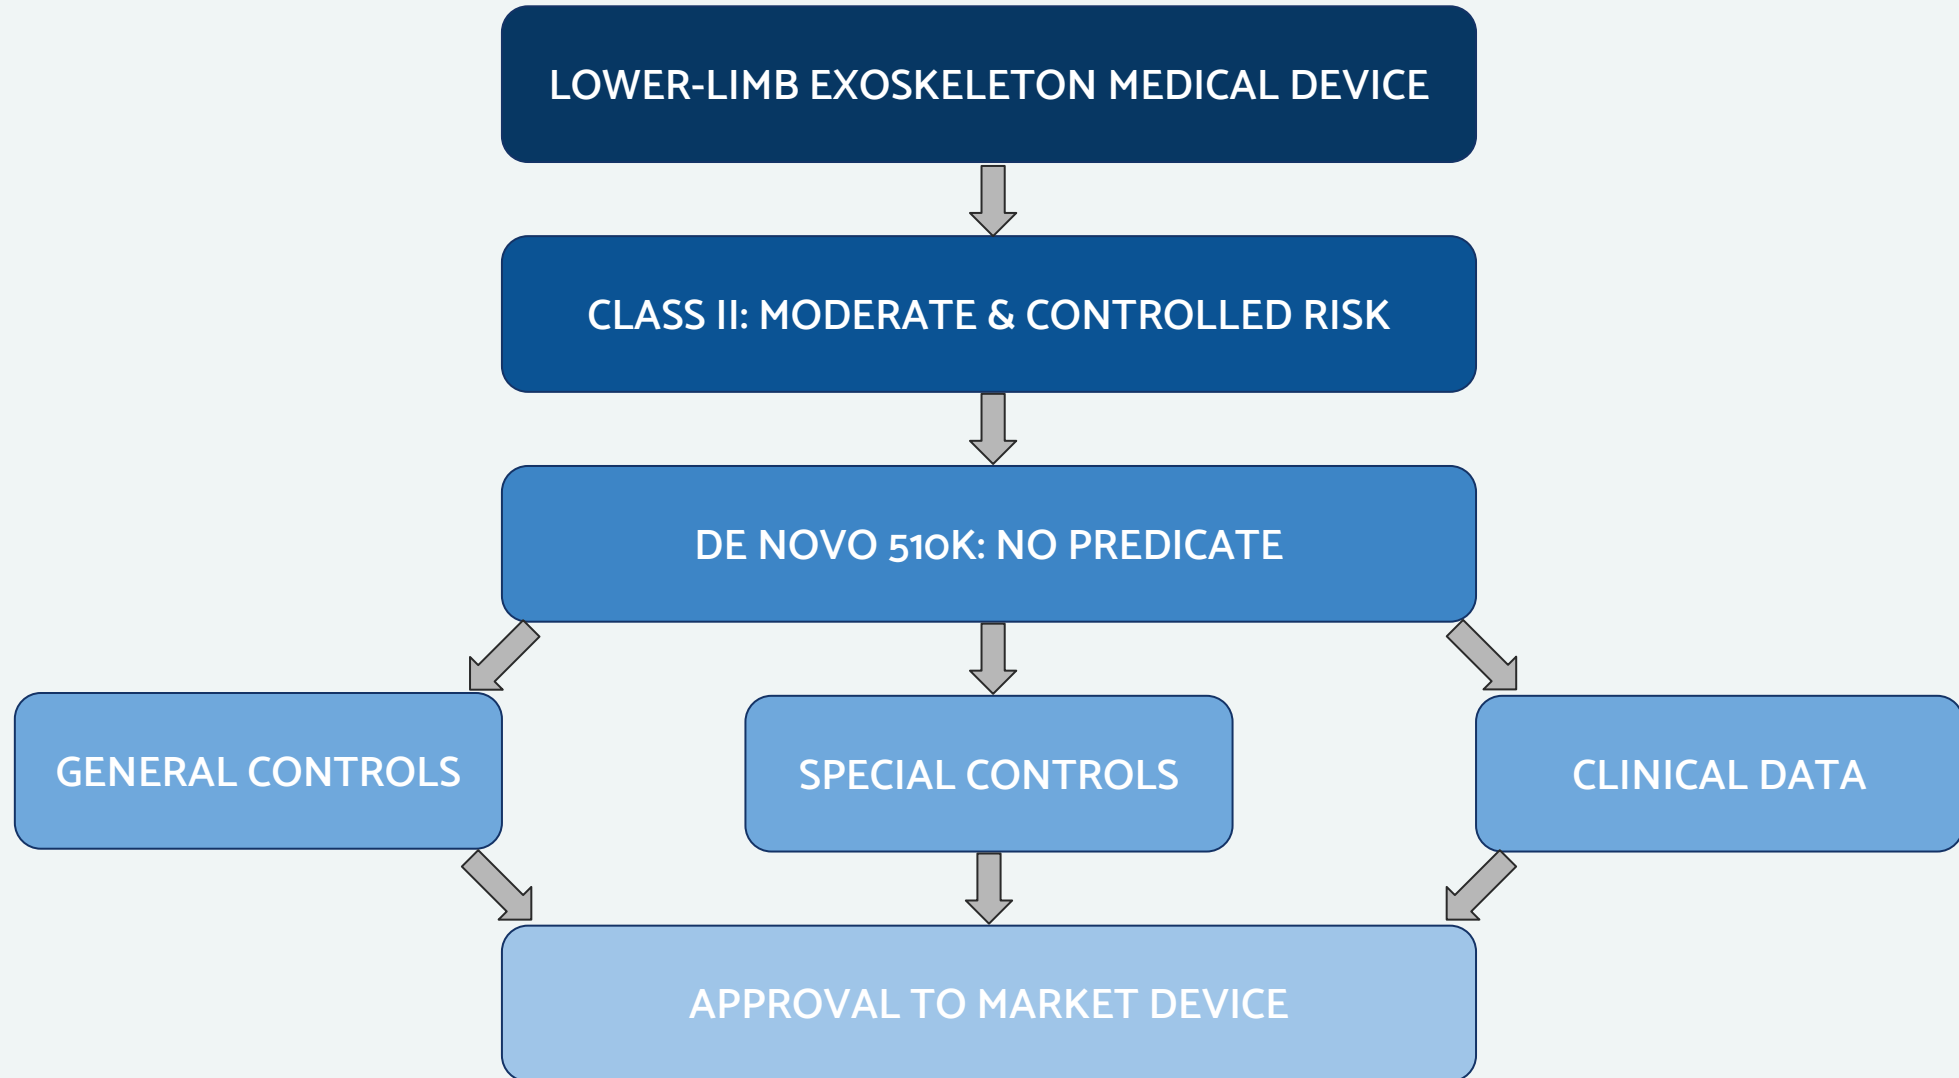 LOWER-LIMB EXOSKELETON MEDICAL DEVICE
CLASS II: MODERATE & CONTROLLED RISK
DE NOVO 510K: NO PREDICATE
GENERAL CONTROLS
SPECIAL CONTROLS
CLINICAL DATA
APPROVAL TO MARKET DEVICE